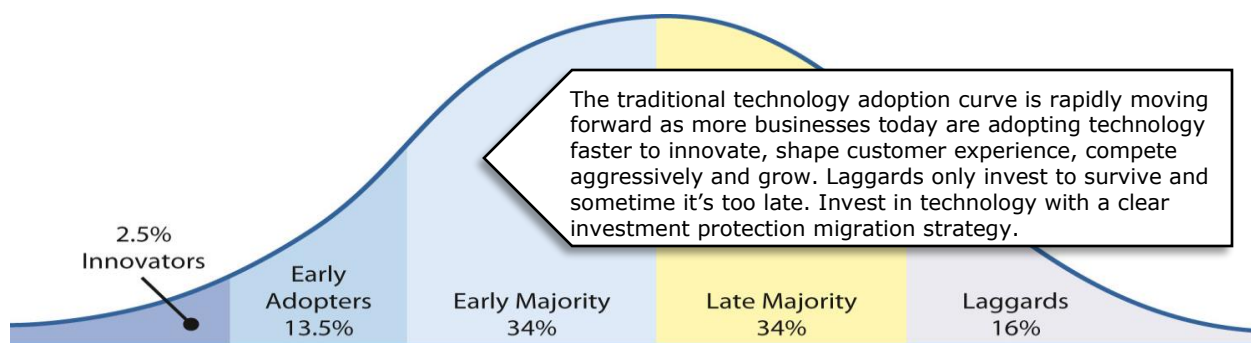 The traditional technology adoption curve is rapidly moving
forward as more businesses today are adopting technology
faster to innovate, shape customer experience, compete
aggressively and grow. Laggards only invest to survive and
sometime it’s too late. Invest in technology with a clear
investment protection migration strategy.
2.5%
Innovators
Early
Adopters
13.5%
Early Majority
34%
Late Majority
34%
Laggards
16%